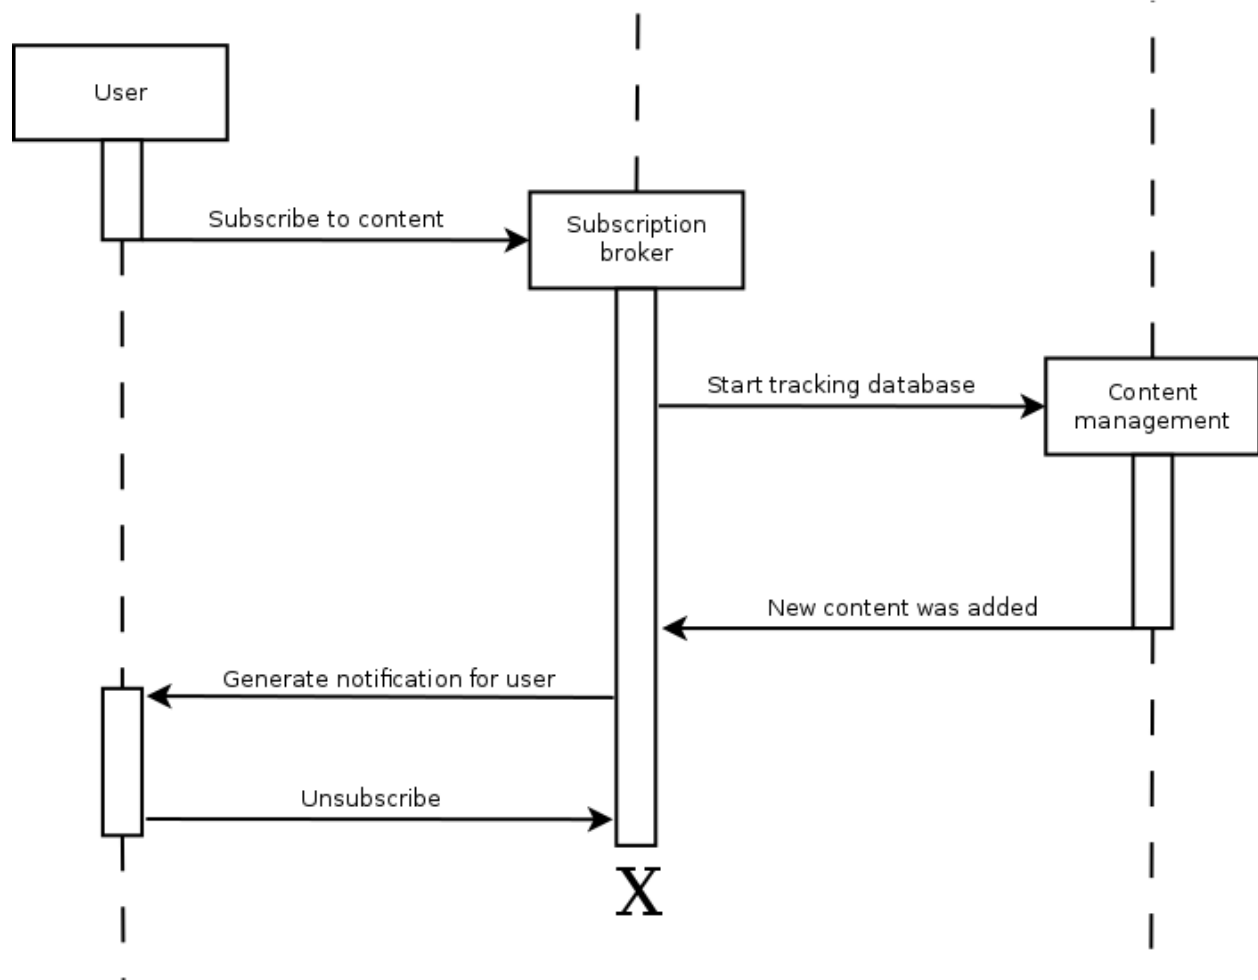 User
Subscribe to content
Subscription
broker
Start tracking database
Content
management
New content was added
Generate notification for user
Unsubscribe
X